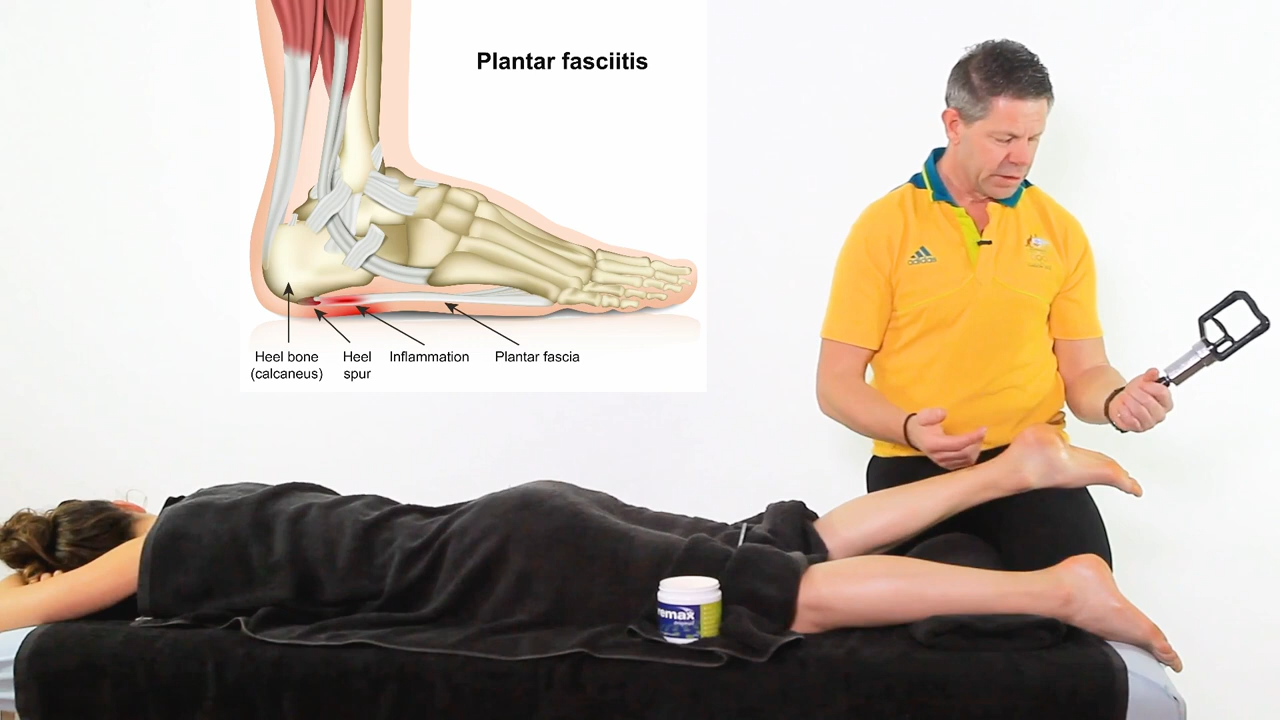 Plantar fasciitis
Heel bone
(calcaneus)
Heel
spur
Inflammation
Plantar fascia
adidas